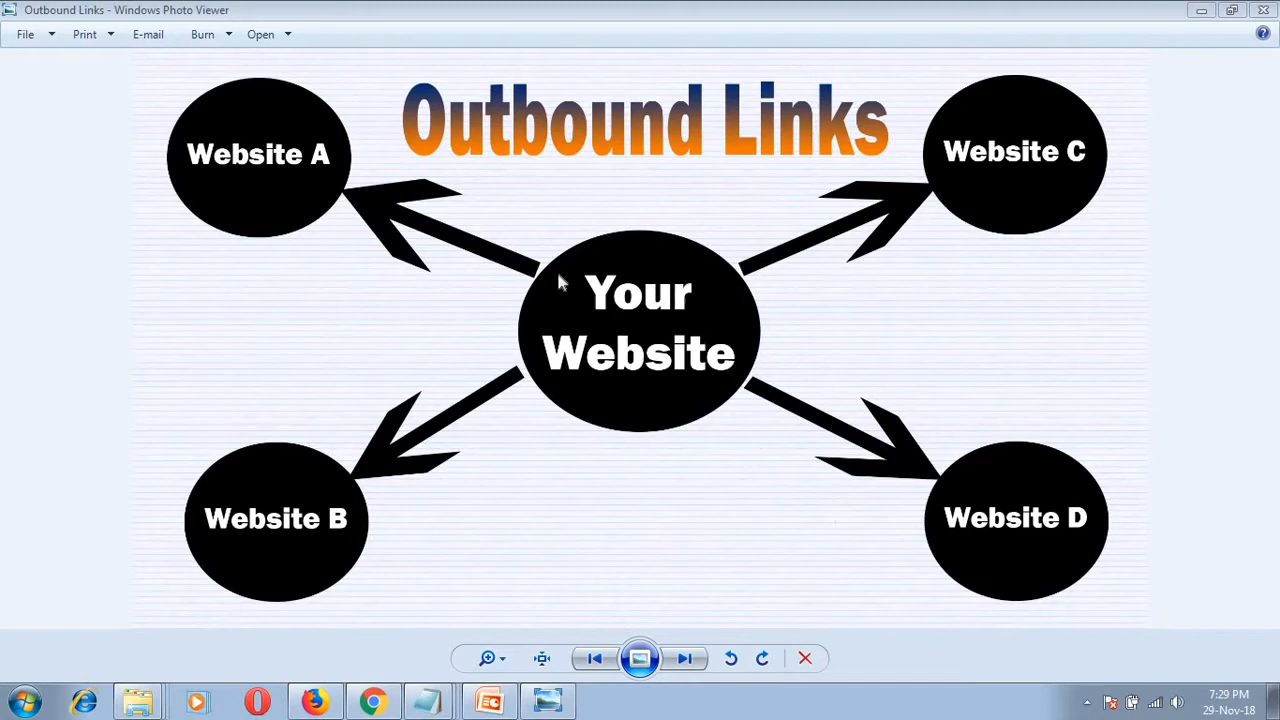 Outbound Links - Windows Photo Viewer
File Print E-mail Burn Open
Outbound Links
Website A
Website C
Your
Website
Website B
Website D
7:29 PM
29-Nov-18